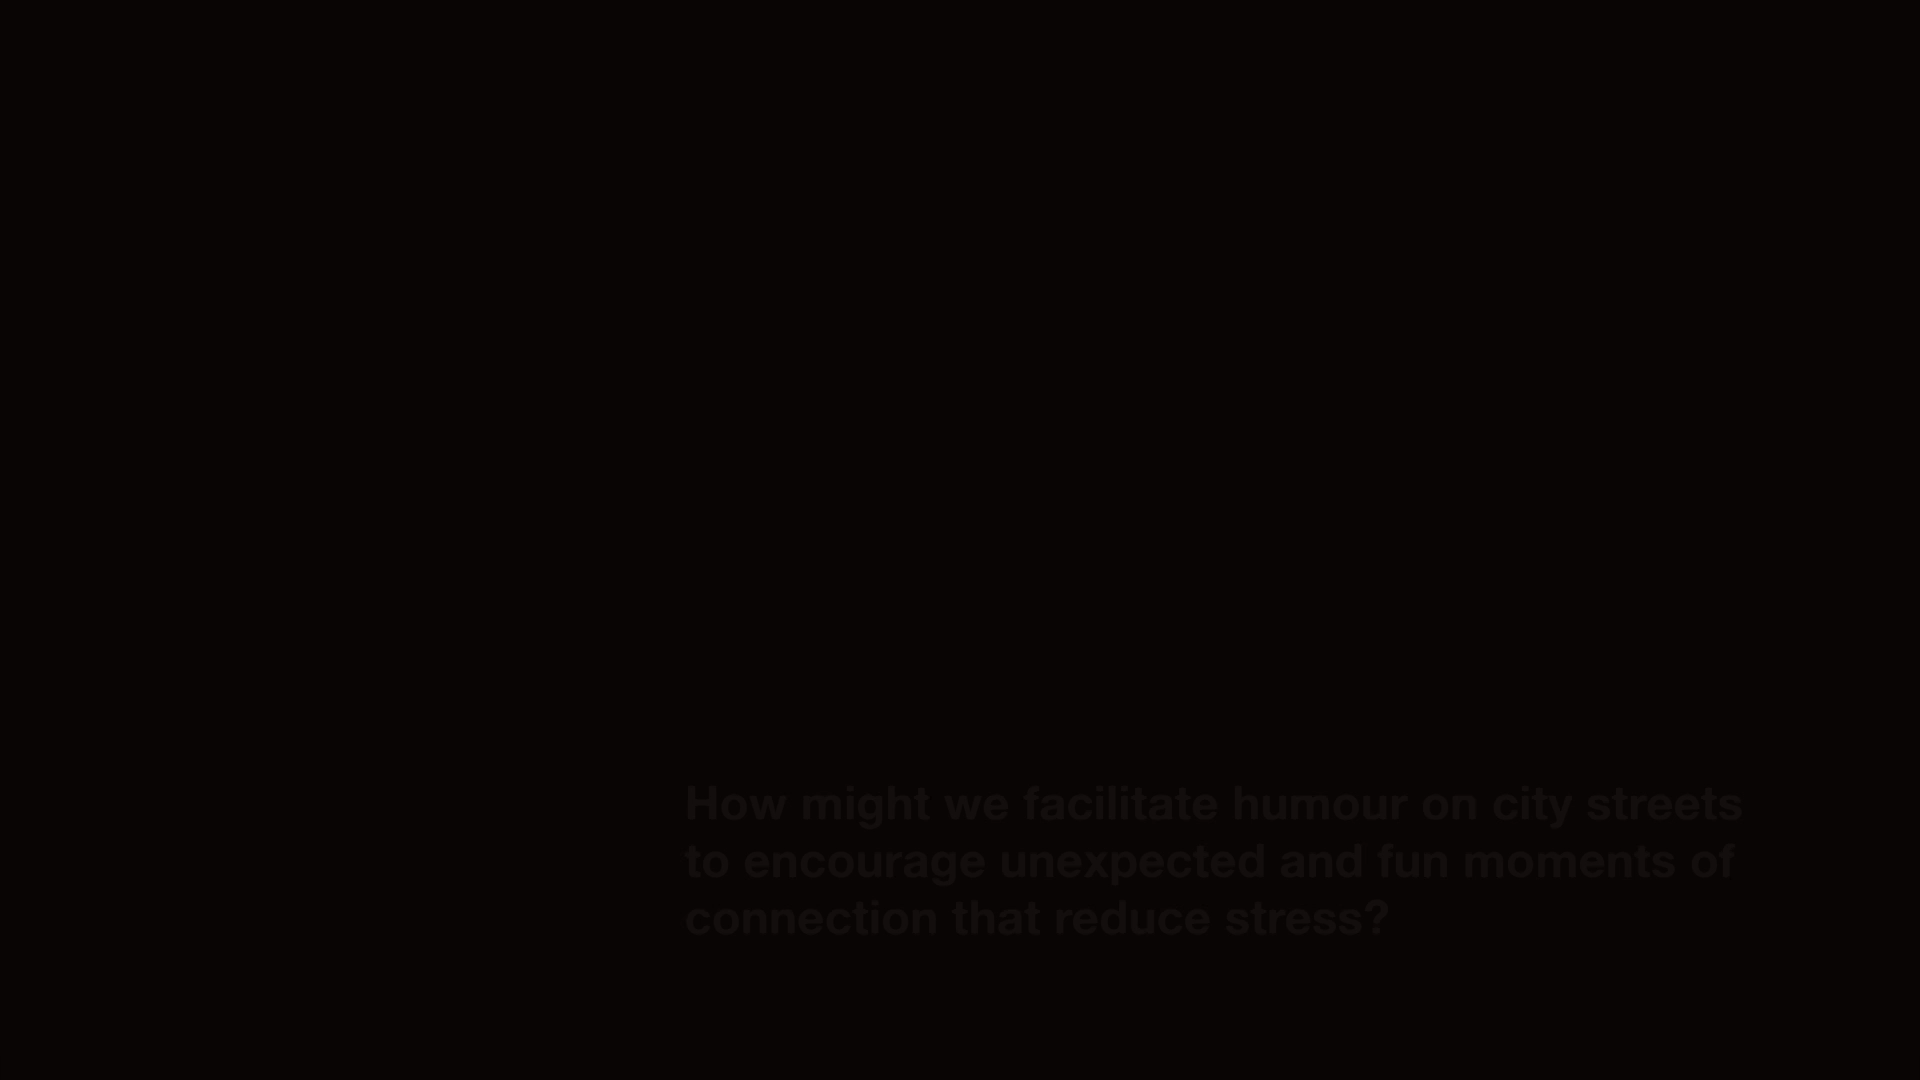 How might we facilitate humour on city streets
to encourage unexpected and fun moments of
connection that reduce stress?